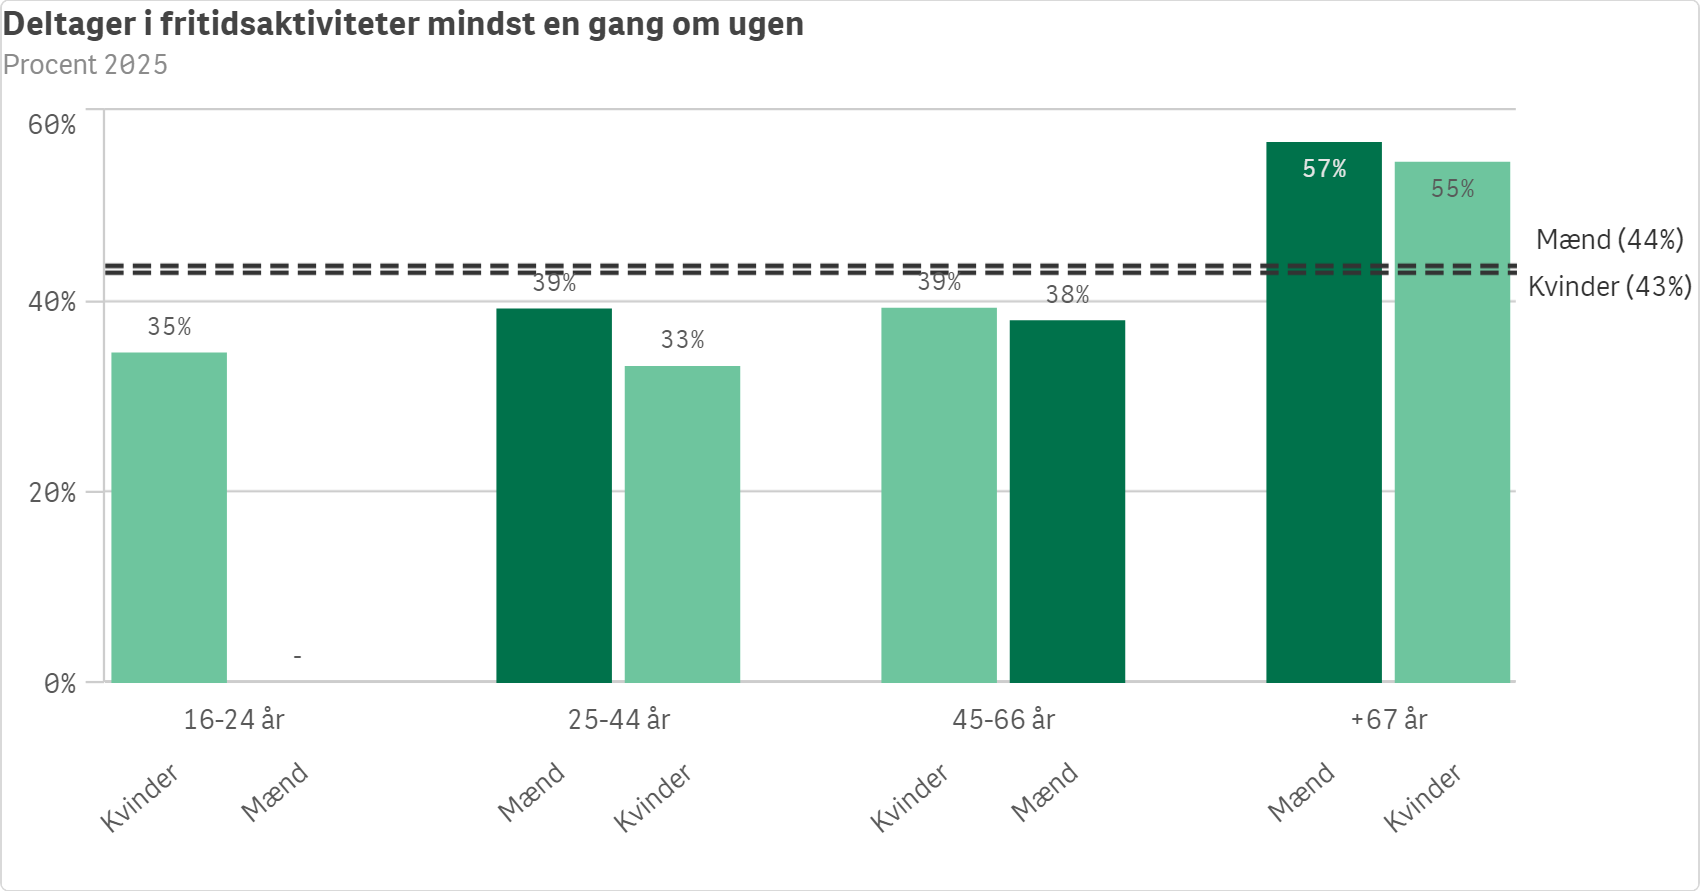 Deltager i fritidsaktiviteter mindst en gang om ugen
Procent 2025
60%
40%
20%
0%
35%
-
39%
33%
39%
38%
57%
55%
Mænd (44%)
Kvinder (43%)
16-24 år
25-44 år
45-66 år
+67 år
Kvinder
Mænd
Mænd
Kvinder
Kvinder
Mænd
Mænd
Kvinder